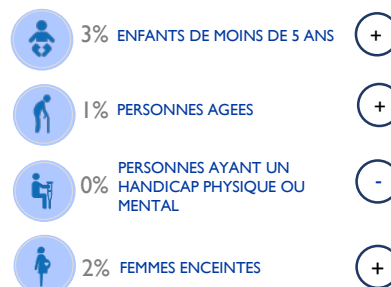 3% ENFANTS DE MOINS DE 5 ANS +
1% PERSONNES AGEES +
PERSONNES AYANT UN
0% HANDICAP PHYSIQUE OU -
MENTAL
2% FEMMES ENCEINTES +